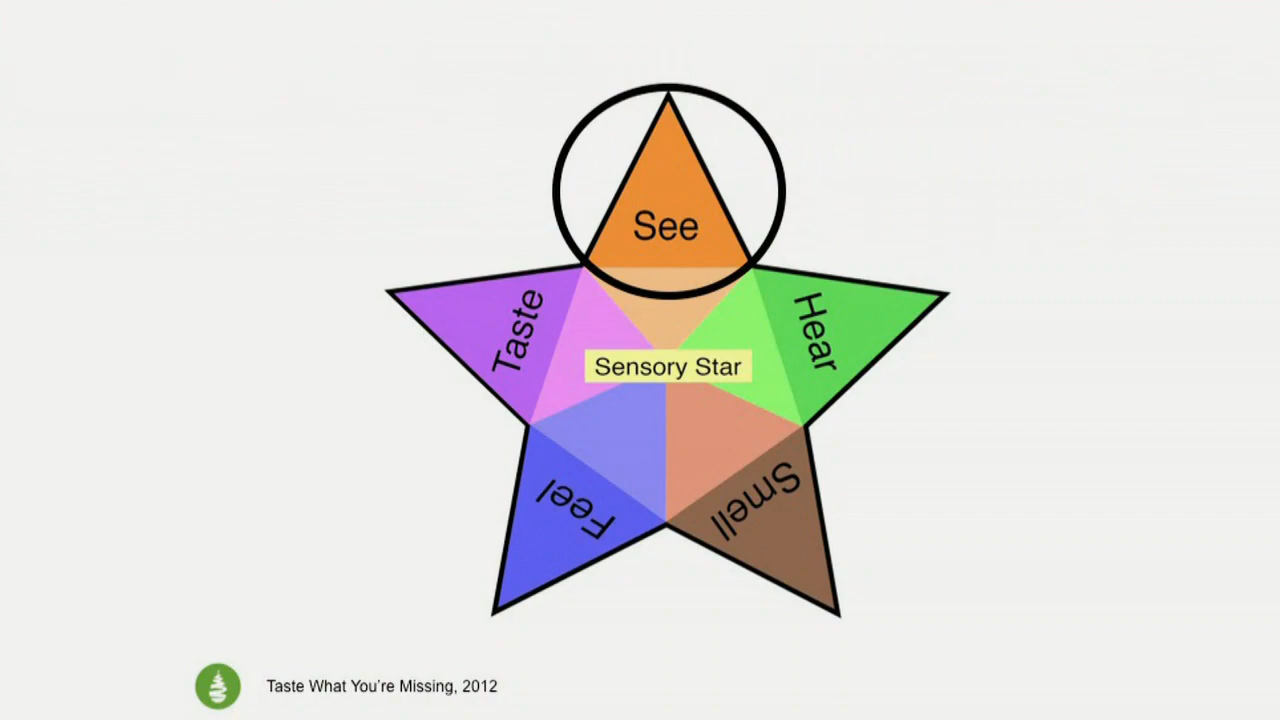 See
Taste
Hear
Sensory Star
Feel
Smell
Taste What You're Missing, 2012